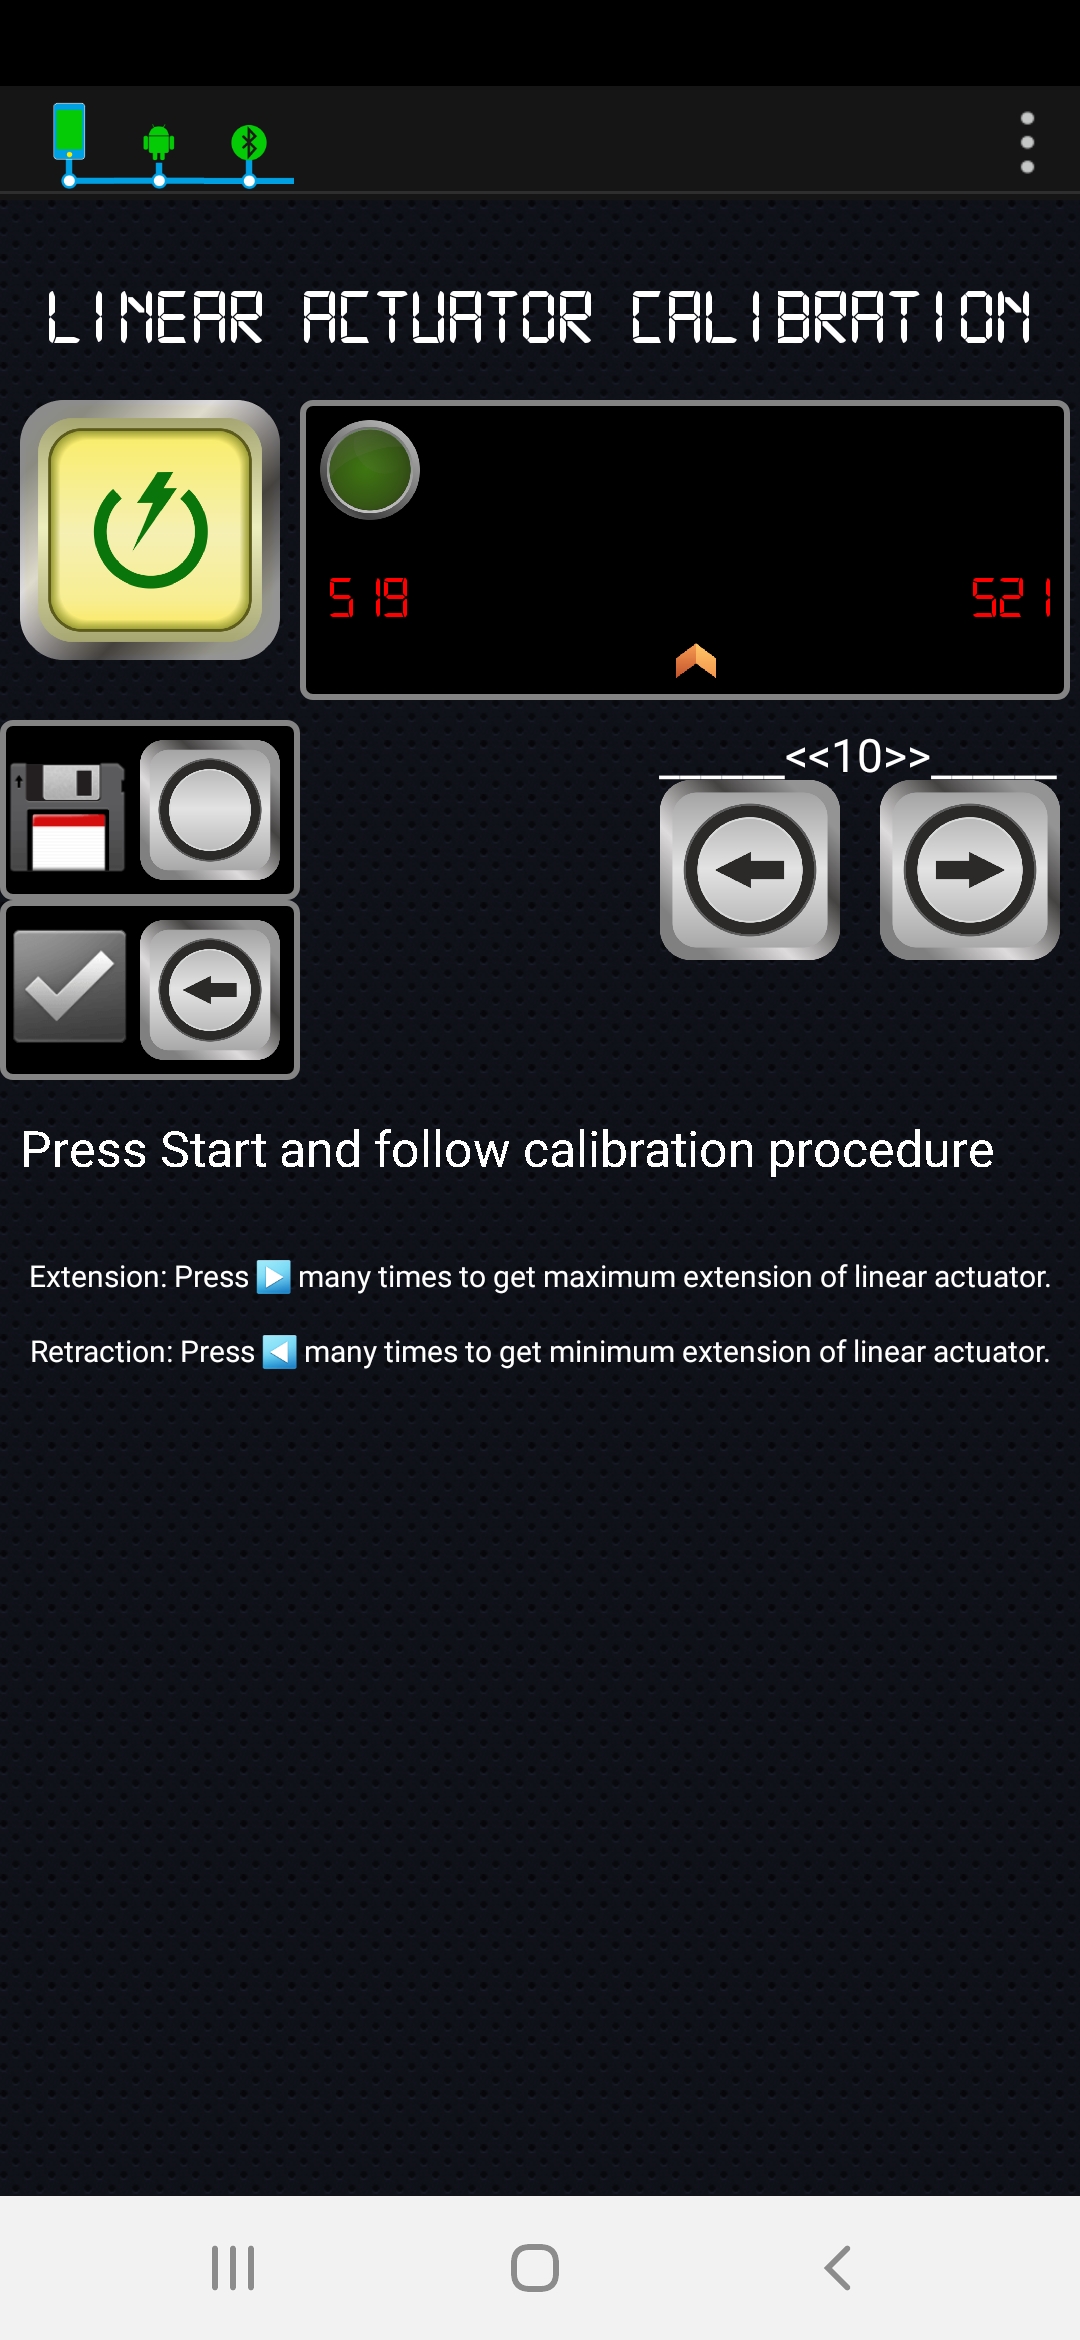 LINEAR ACTUATOR CALIBRATION
519 521
______<<10>>______
Press Start and follow calibration procedure
Extension: Press ▶️ many times to get maximum extension of linear actuator.
Retraction: Press ◀️ many times to get minimum extension of linear actuator.